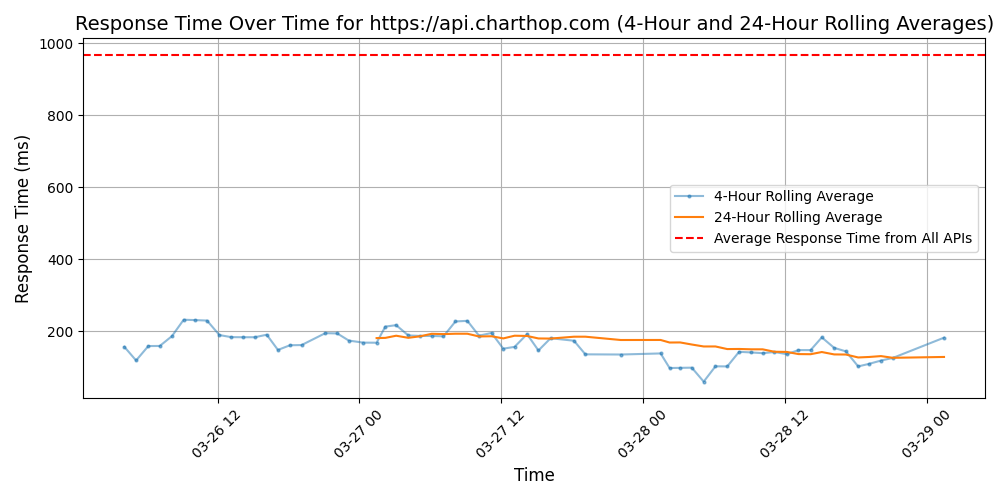 Response Time Over Time for https://api.charthop.com (4-Hour and 24-Hour Rolling Averages)
Response Time (ms)
1000
800
600
400
200
4-Hour Rolling Average
24-Hour Rolling Average
Average Response Time from All APIs
03-26 12
03-27 00
03-27 12
03-28 00
03-28 12
03-29 00
Time